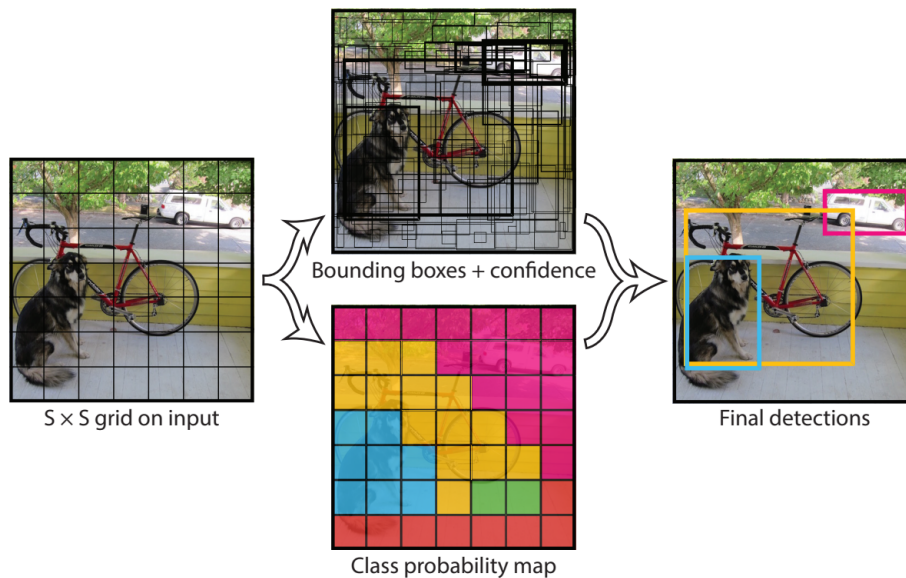 S × S grid on input
Bounding boxes + confidence
Class probability map
Final detections